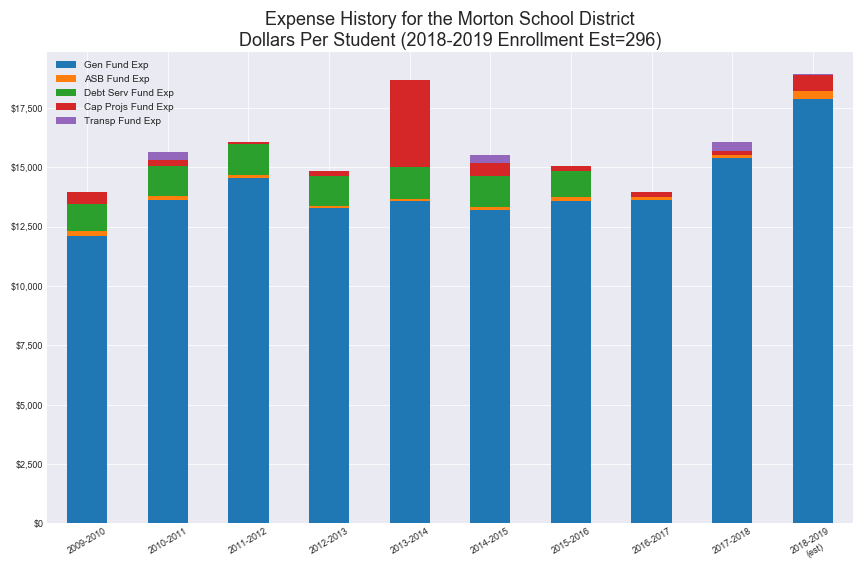 Expense History for the Morton School District
Dollars Per Student (2018-2019 Enrollment Est=296)
Gen Fund Exp
ASB Fund Exp
Debt Serv Fund Exp
Cap Projs Fund Exp
Transp Fund Exp
$17,500
$15,000
$12,500
$10,000
$7,500
$5,000
$2,500
$0
2009-2010
2010-2011
2011-2012
2012-2013
2013-2014
2014-2015
2015-2016
2016-2017
2017-2018
2018-2019
(est)